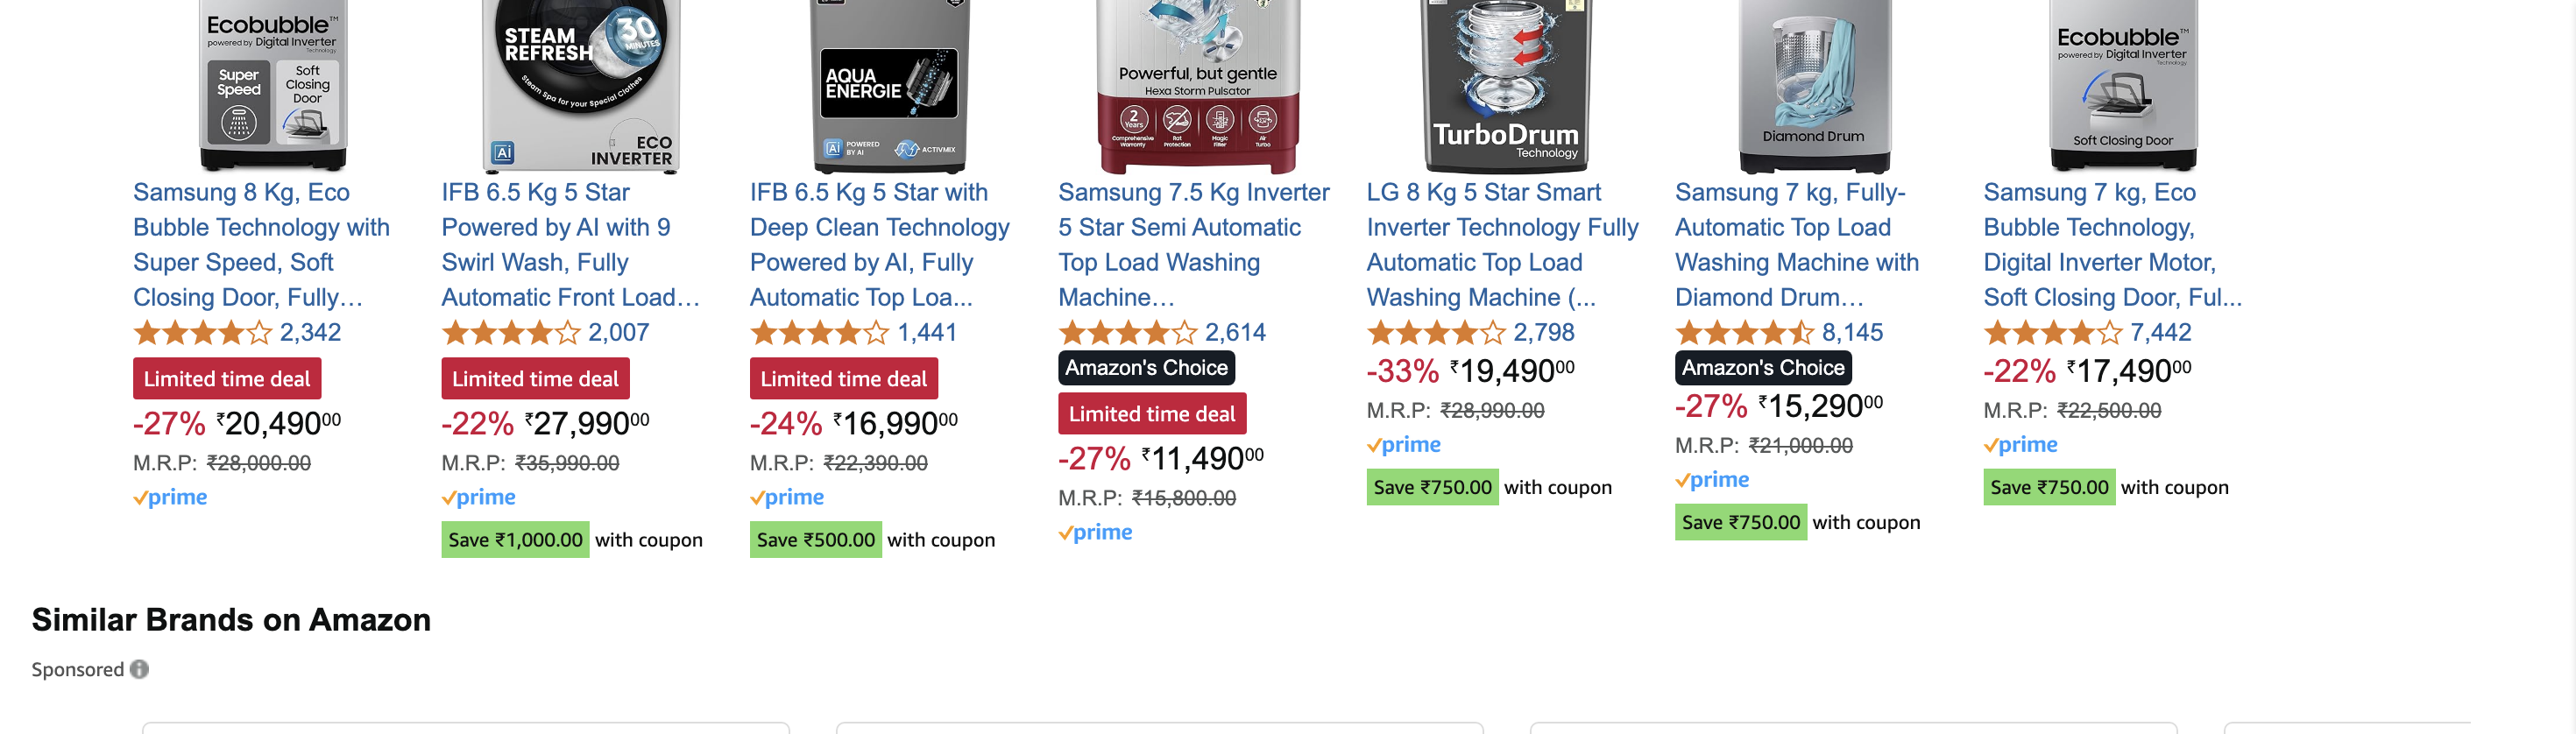 Ecobubble™
powered by Digital Inverter
Technology
Super
Speed
Soft
Closing
Door
STEAM
REFRESH
30
MINUTES
Steam Spa for your Special Clothes
AI
ECO
INVERTER
AQUA
ENERGIE
AI POWERED
BY AI
ACTIVMIX
Powerful, but gentle
Hexa Storm Pulsator
2
Years
Comprehensive
Warranty
Rat
Protection
Magic
Filter
Air
Turbo
TurboDrum
Technology
Diamond Drum
Ecobubble™
powered by Digital Inverter
Technology
Soft Closing Door
Samsung 8 Kg, Eco
Bubble Technology with
Super Speed, Soft
Closing Door, Fully…
2,342
Limited time deal
-27% ₹20,49000
M.R.P: ₹28,000.00
prime
IFB 6.5 Kg 5 Star
Powered by AI with 9
Swirl Wash, Fully
Automatic Front Load…
2,007
Limited time deal
-22% ₹27,99000
M.R.P: ₹35,990.00
prime
Save ₹1,000.00 with coupon
IFB 6.5 Kg 5 Star with
Deep Clean Technology
Powered by AI, Fully
Automatic Top Loa...
1,441
Limited time deal
-24% ₹16,99000
M.R.P: ₹22,390.00
prime
Save ₹500.00 with coupon
Samsung 7.5 Kg Inverter
5 Star Semi Automatic
Top Load Washing
Machine…
2,614
Amazon's Choice
Limited time deal
-27% ₹11,49000
M.R.P: ₹15,800.00
prime
LG 8 Kg 5 Star Smart
Inverter Technology Fully
Automatic Top Load
Washing Machine (...
2,798
-33% ₹19,49000
M.R.P: ₹28,990.00
prime
Save ₹750.00 with coupon
Samsung 7 kg, Fully-
Automatic Top Load
Washing Machine with
Diamond Drum…
8,145
Amazon's Choice
-27% ₹15,29000
M.R.P: ₹21,000.00
prime
Save ₹750.00 with coupon
Samsung 7 kg, Eco
Bubble Technology,
Digital Inverter Motor,
Soft Closing Door, Ful...
7,442
-22% ₹17,49000
M.R.P: ₹22,500.00
prime
Save ₹750.00 with coupon
Similar Brands on Amazon
Sponsored